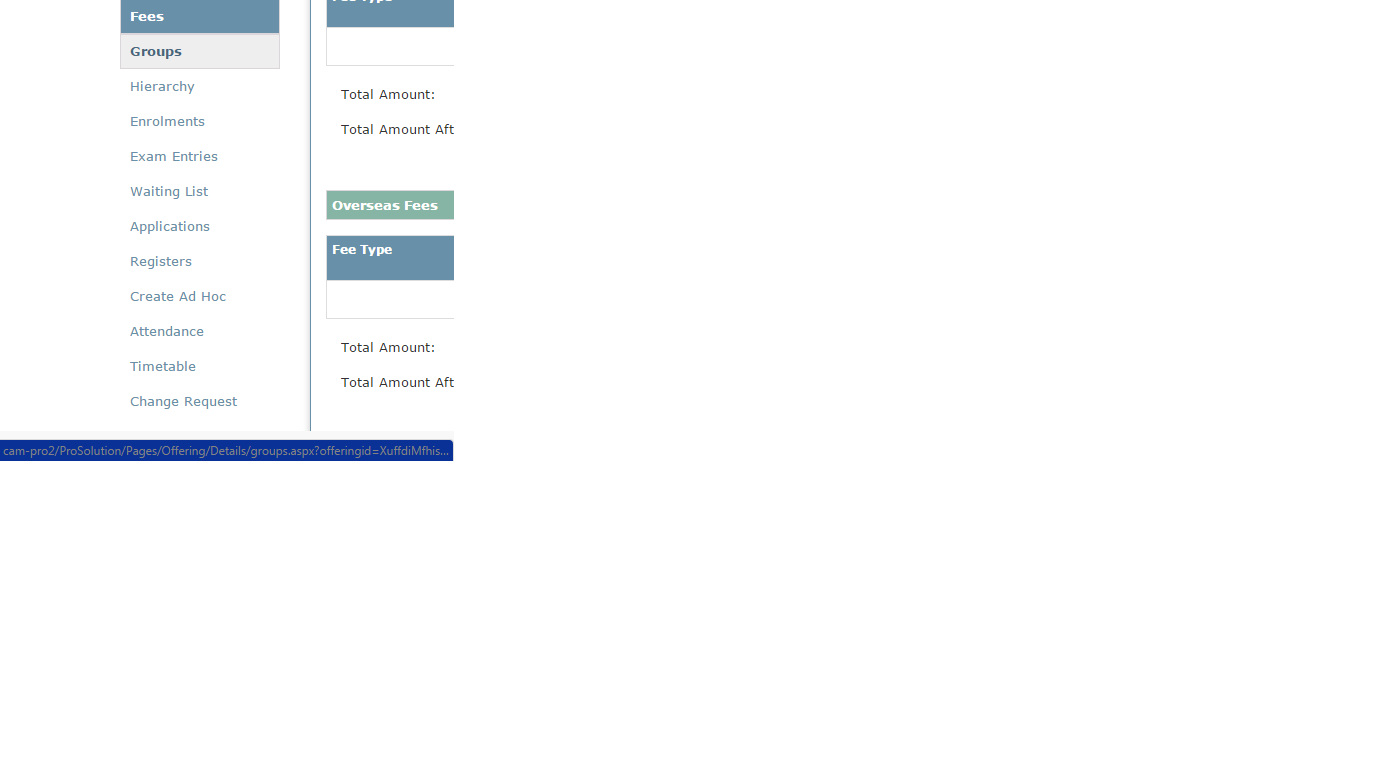 Fees
Groups
Hierarchy
Enrolments
Exam Entries
Waiting List
Applications
Registers
Create Ad Hoc
Attendance
Timetable
Change Request
Fee Type
Total Amount:
Total Amount Aft
Overseas Fees
Fee Type
Total Amount:
Total Amount Aft
cam-pro2/ProSolution/Pages/Offering/Details/groups.aspx?offeringid=XuffdiMfhis...